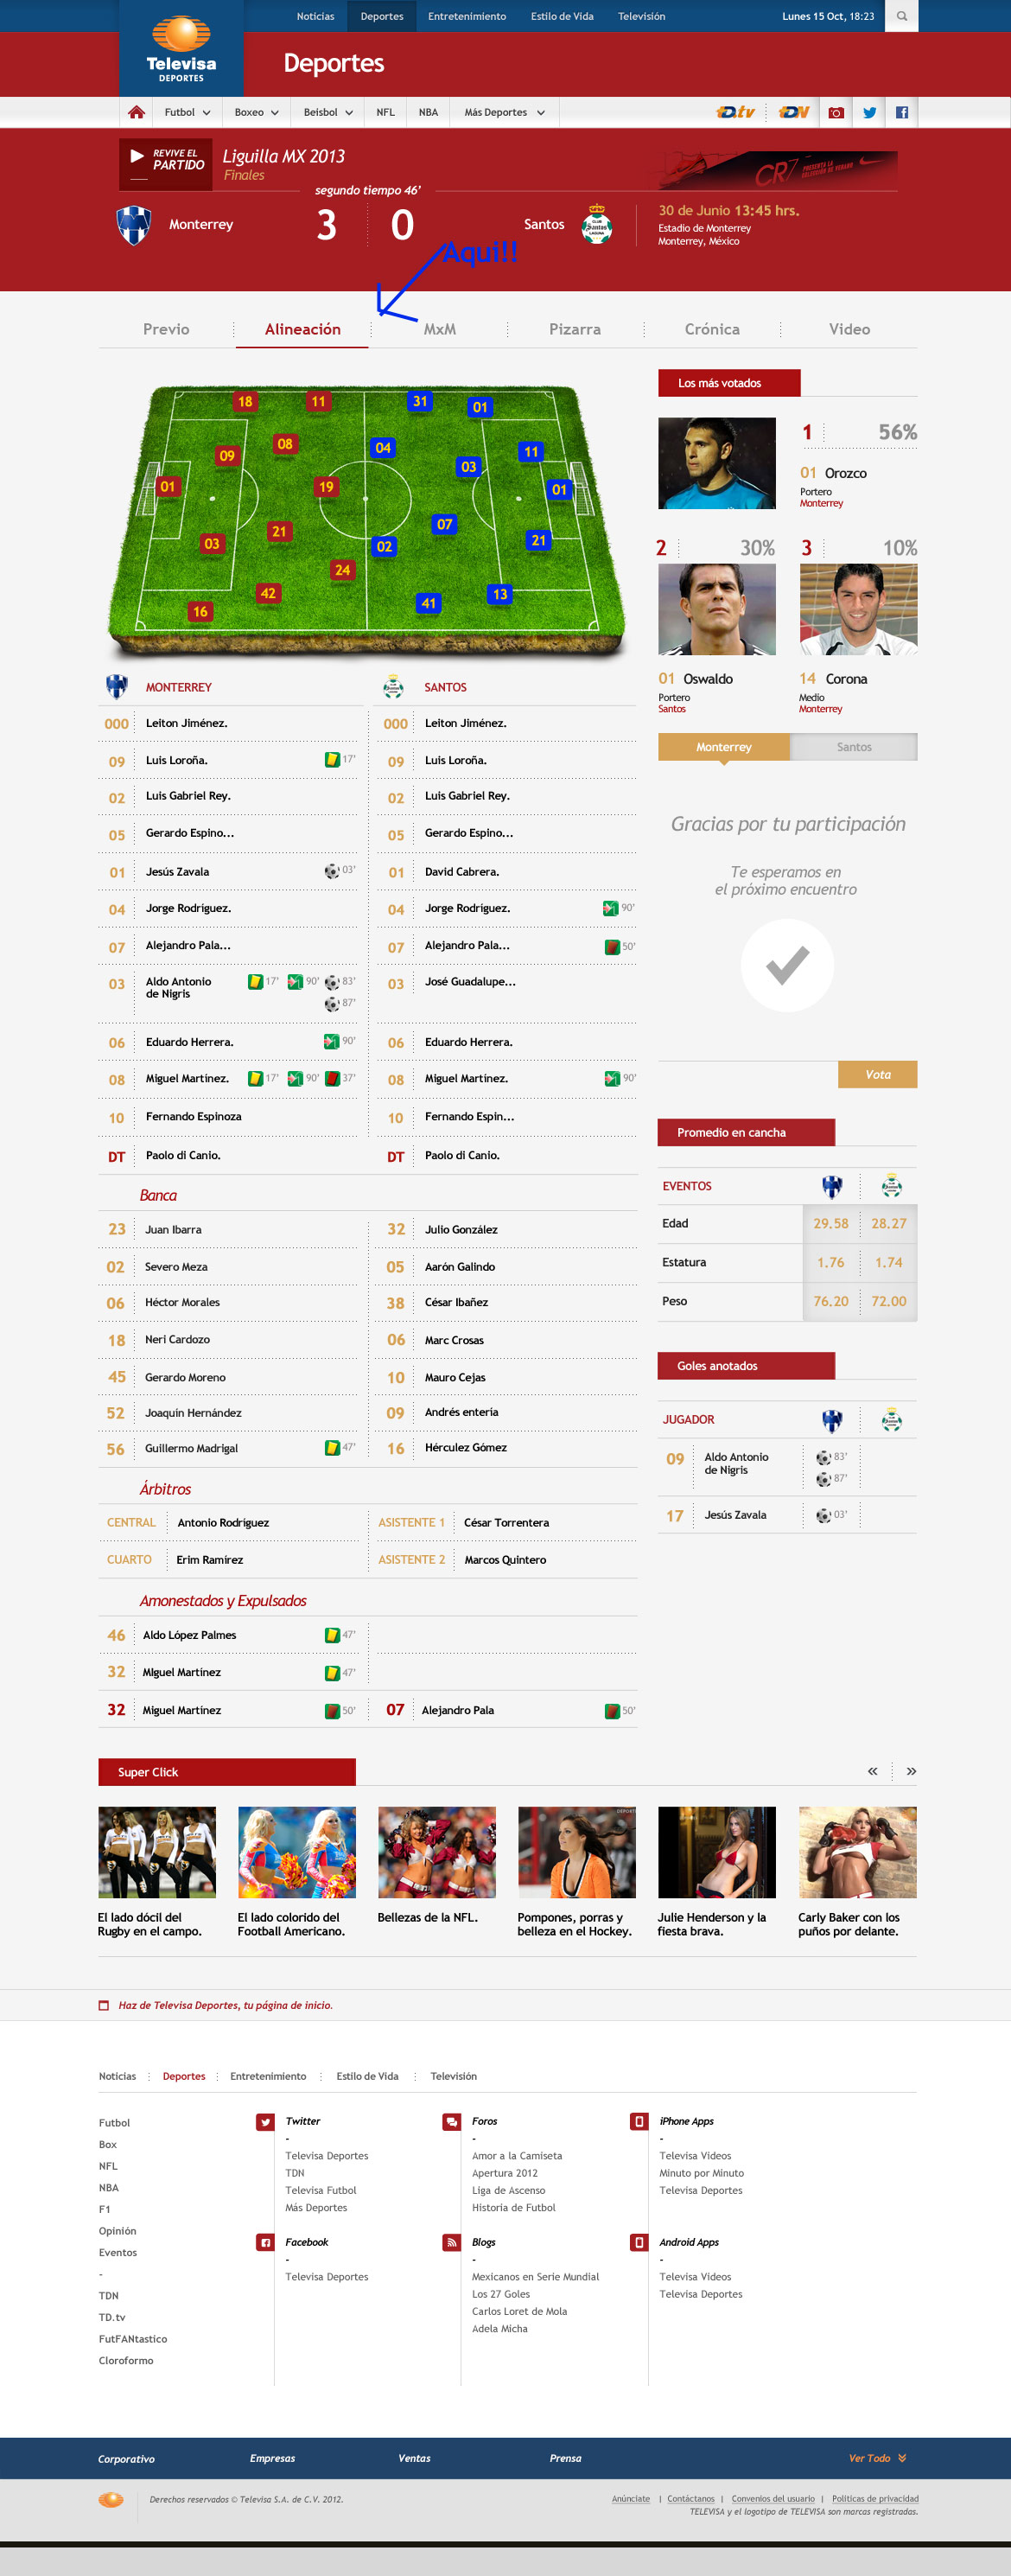 Noticias Deportes Entretenimiento Estilo de Vida Televisión Lunes 15 Oct, 18:23
Televisa
DEPORTES
Deportes
Futbol Boxeo Beisbol NFL NBA Más Deportes TD.tv TDN
REVIVE EL
PARTIDO
Liguilla MX 2013
Finales
CR7 PRESENTA LA
SELECCIÓN DE VERANO
segundo tiempo 46'
Monterrey 3 0 Santos
30 de Junio 13:45 hrs.
Estadio de Monterrey
Monterrey, México
Aqui!!
Previo Alineación MxM Pizarra Crónica Video
18 11 31 01
08 04 11
09 03
01 19 01
07
21 21
03 02
24
42 13
16 41
Los más votados
1 56%
01 Orozco
Portero
Monterrey
2 30%
3 10%
01 Oswaldo
Portero
Santos
14 Corona
Medio
Monterrey
Monterrey Santos
Gracias por tu participación
Te esperamos en
el próximo encuentro
Vota
MONTERREY SANTOS
000 Leiton Jiménez. 000 Leiton Jiménez.
09 Luis Loroña. 17' 09 Luis Loroña.
02 Luis Gabriel Rey. 02 Luis Gabriel Rey.
05 Gerardo Espino... 05 Gerardo Espino...
01 Jesús Zavala 03' 01 David Cabrera.
04 Jorge Rodríguez. 04 Jorge Rodríguez. 90'
07 Alejandro Pala... 07 Alejandro Pala... 50'
03 Aldo Antonio 17' 90' 83' 03 José Guadalupe...
de Nigris 87'
06 Eduardo Herrera. 90' 06 Eduardo Herrera.
08 Miguel Martínez. 17' 90' 37' 08 Miguel Martínez. 90'
10 Fernando Espinoza 10 Fernando Espin...
DT Paolo di Canio. DT Paolo di Canio.
Banca
23 Juan Ibarra 32 Julio González
02 Severo Meza 05 Aarón Galindo
06 Héctor Morales 38 César Ibañez
18 Neri Cardozo 06 Marc Crosas
45 Gerardo Moreno 10 Mauro Cejas
52 Joaquín Hernández 09 Andrés entería
56 Guillermo Madrigal 47' 16 Hérculez Gómez
Árbitros
CENTRAL Antonio Rodríguez ASISTENTE 1 César Torrentera
CUARTO Erim Ramírez ASISTENTE 2 Marcos Quintero
Amonestados y Expulsados
46 Aldo López Palmes 47'
32 Miguel Martínez 47'
32 Miguel Martínez 50' 07 Alejandro Pala 50'
Promedio en cancha
EVENTOS
Edad 29.58 28.27
Estatura 1.76 1.74
Peso 76.20 72.00
Goles anotados
JUGADOR
09 Aldo Antonio 83'
de Nigris 87'
17 Jesús Zavala 03'
Super Click « »
El lado dócil del
Rugby en el campo.
El lado colorido del
Football Americano.
Bellezas de la NFL.
Pompones, porras y
belleza en el Hockey.
Julie Henderson y la
fiesta brava.
Carly Baker con los
puños por delante.
Haz de Televisa Deportes, tu página de inicio.
Noticias Deportes Entretenimiento Estilo de Vida Televisión
Futbol
Box
NFL
NBA
F1
Opinión
Eventos
-
TDN
TD.tv
FutFANtastico
Cloroformo
Twitter
-
Televisa Deportes
TDN
Televisa Futbol
Más Deportes
Facebook
-
Televisa Deportes
Foros
-
Amor a la Camiseta
Apertura 2012
Liga de Ascenso
Historia de Futbol
Blogs
-
Mexicanos en Serie Mundial
Los 27 Goles
Carlos Loret de Mola
Adela Micha
iPhone Apps
-
Televisa Videos
Minuto por Minuto
Televisa Deportes
Android Apps
-
Televisa Videos
Televisa Deportes
Corporativo Empresas Ventas Prensa Ver Todo
Derechos reservados © Televisa S.A. de C.V. 2012.
Anúnciate | Contáctanos | Convenios del usuario | Políticas de privacidad
TELEVISA y el logotipo de TELEVISA son marcas registradas.